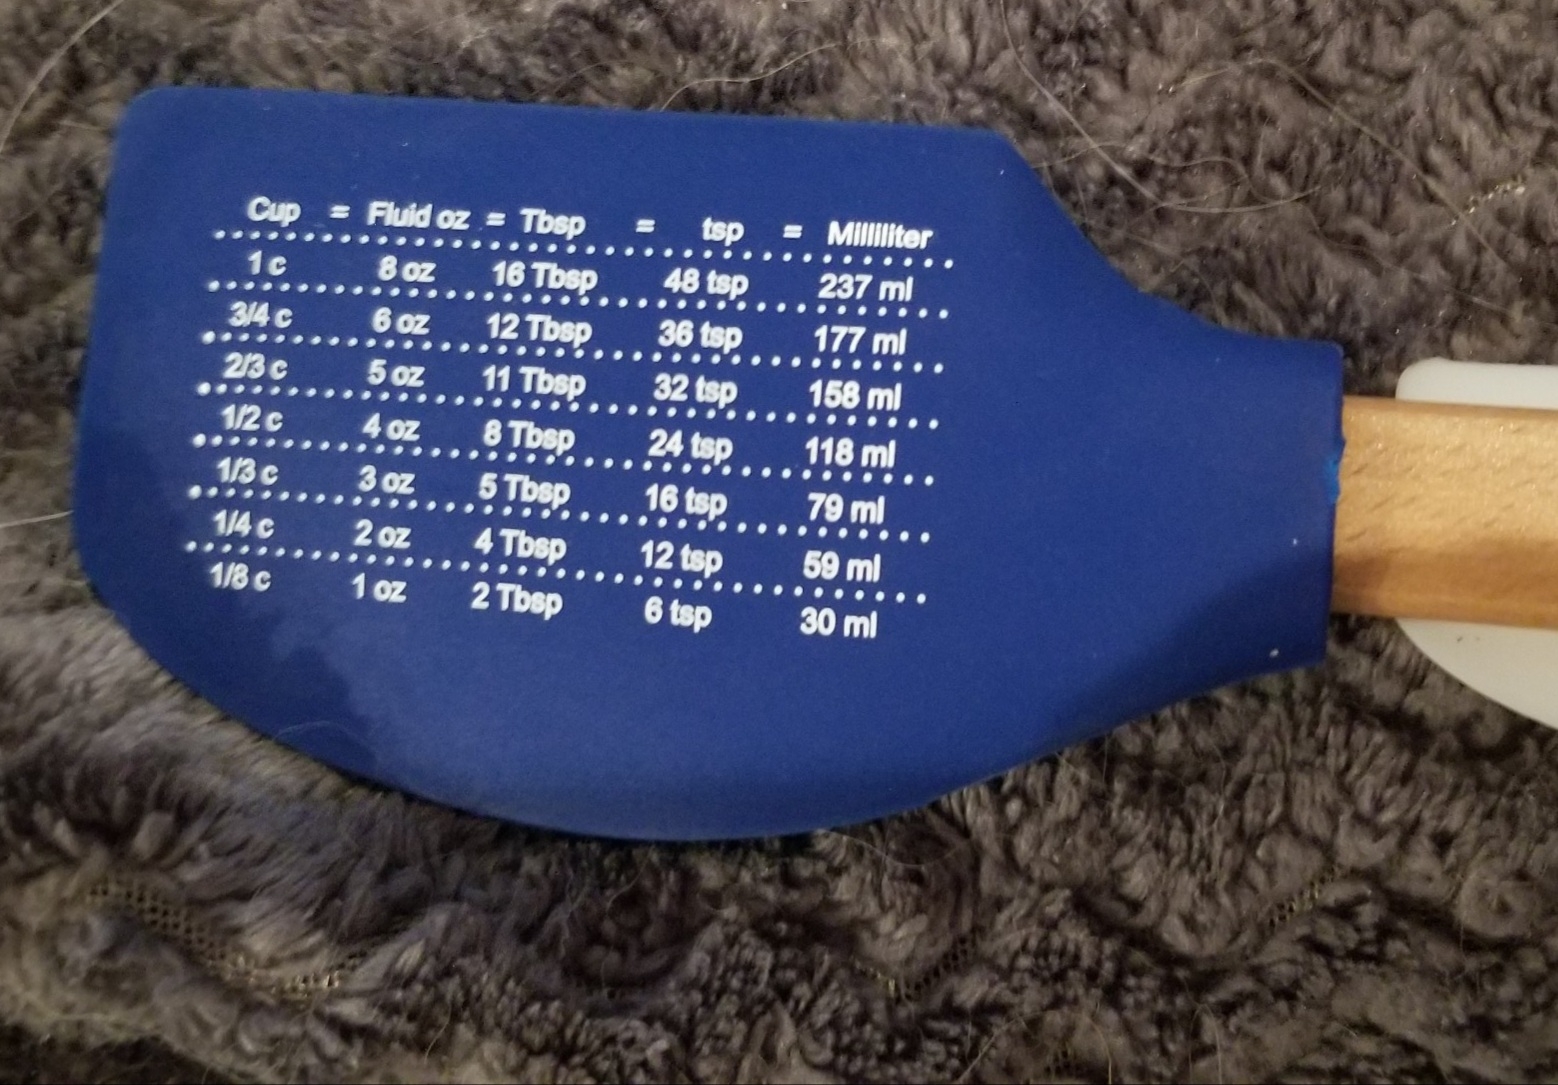 Cup = Fluid oz = Tbsp = tsp = Milliliter
1 c 8 oz 16 Tbsp 48 tsp 237 ml
3/4 c 6 oz 12 Tbsp 36 tsp 177 ml
2/3 c 5 oz 11 Tbsp 32 tsp 158 ml
1/2 c 4 oz 8 Tbsp 24 tsp 118 ml
1/3 c 3 oz 5 Tbsp 16 tsp 79 ml
1/4 c 2 oz 4 Tbsp 12 tsp 59 ml
1/8 c 1 oz 2 Tbsp 6 tsp 30 ml